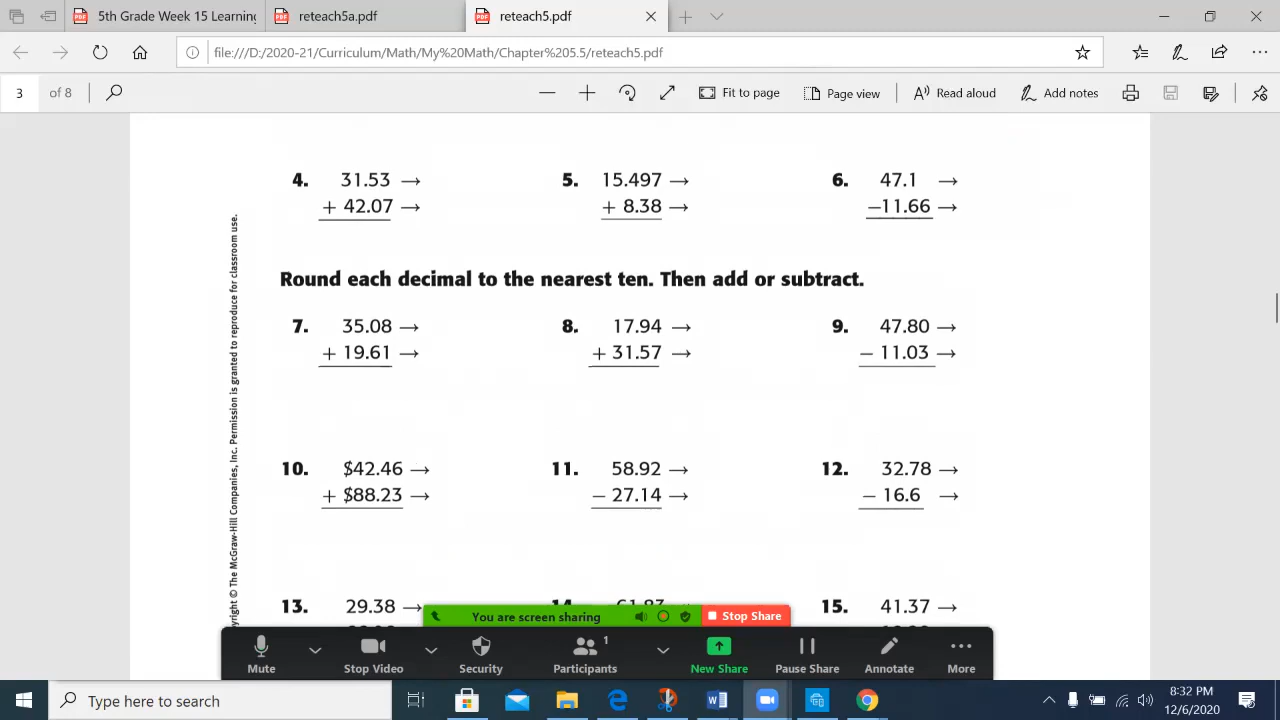 5th Grade Week 15 Learning
reteach5.pdf
reteach5.pdf
file:///D:/2020-21/Curriculum/Math/My%20Math/Chapter%205.5/reteach5.pdf
3 of 8 Fit to page Page view Read aloud Add notes
4. 31.53 → 5. 15.497 → 6. 47.1 →
+ 42.07 → + 8.38 → −11.66 →
Round each decimal to the nearest ten. Then add or subtract.
7. 35.08 → 8. 17.94 → 9. 47.80 →
+ 19.61 → + 31.57 → − 11.03 →
10. $42.46 → 11. 58.92 → 12. 32.78 →
+ $88.23 → − 27.14 → − 16.6 →
13. 29.38 → 15. 41.37 →
© The McGraw-Hill Companies, Inc. Permission is granted to reproduce for classroom use.
You are screen sharing Stop Share
1
Mute Stop Video Security Participants New Share Pause Share Annotate More
Type here to search
8:32 PM
12/6/2020